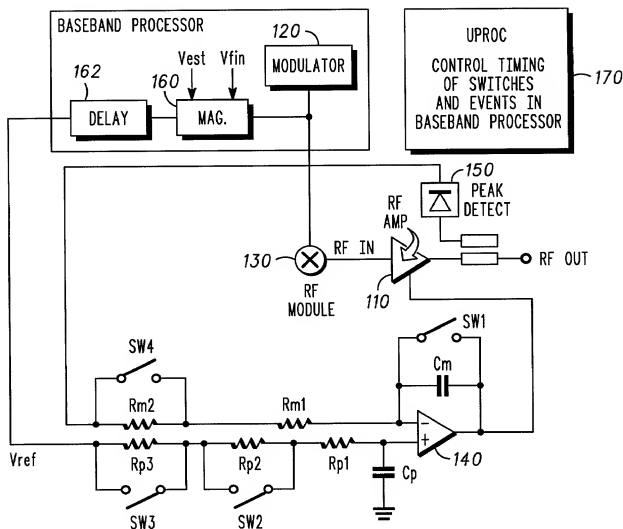 BASEBAND PROCESSOR
120
162
160
Vest
Vfin
MODULATOR
DELAY
MAG.
UPROC
CONTROL TIMING
OF SWITCHES
AND EVENTS IN
BASEBAND PROCESSOR
170
150
PEAK
DETECT
RF
AMP
130
RF IN
RF
MODULE
110
RF OUT
SW1
SW4
Cm
Rm2
Rm1
Vref
Rp3
Rp2
Rp1
Cp
−
+
140
SW3
SW2